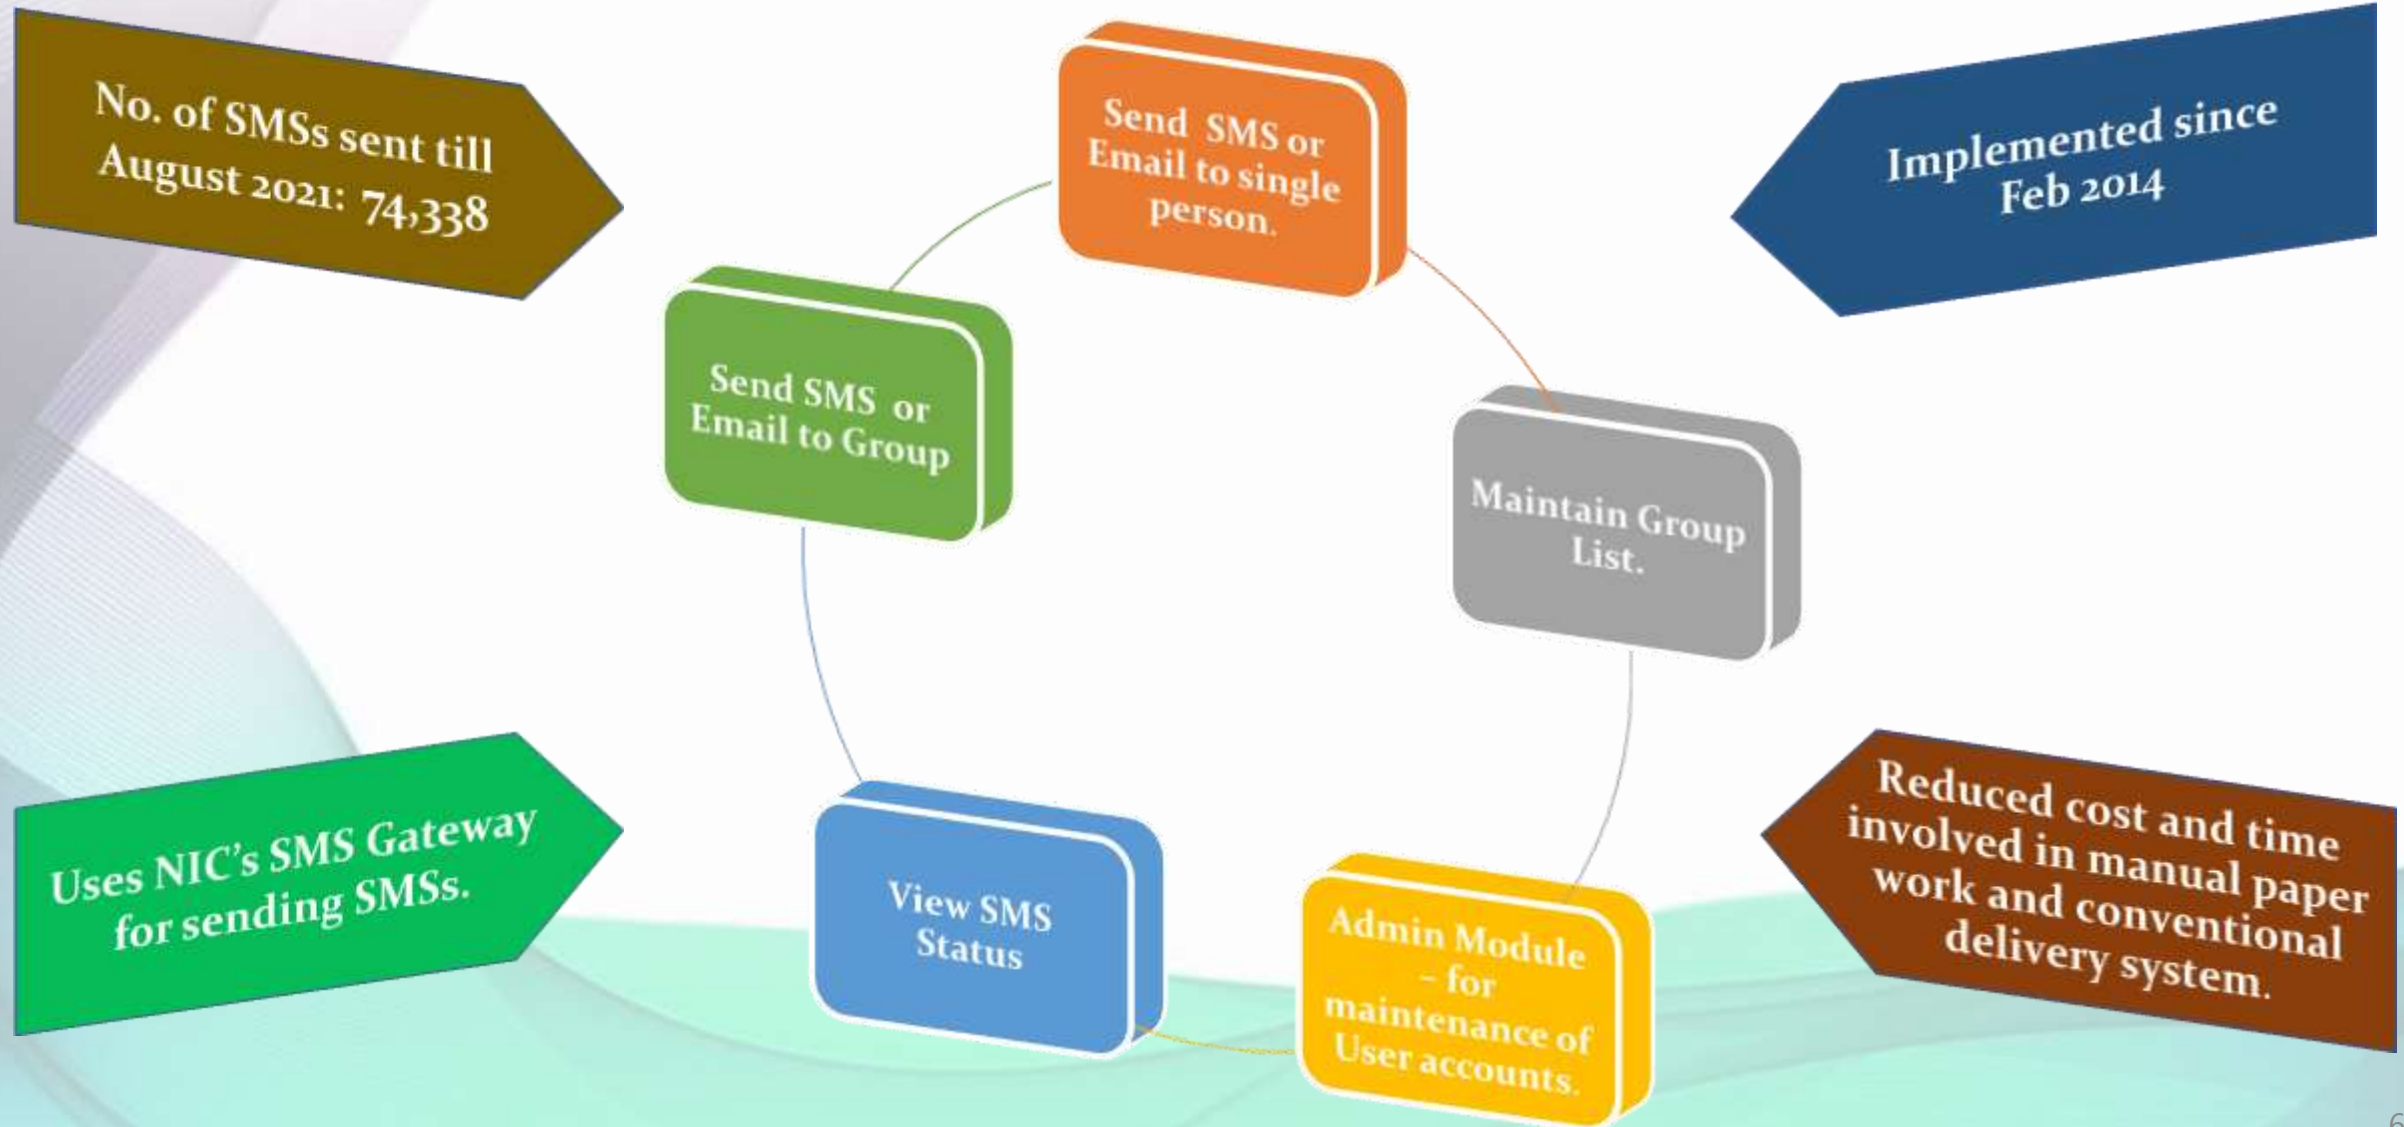 No. of SMSs sent till
August 2021: 74,338
Send SMS or
Email to single
person.
Implemented since
Feb 2014
Send SMS or
Email to Group
Maintain Group
List.
Uses NIC’s SMS Gateway
for sending SMSs.
View SMS
Status
Admin Module
– for
maintenance of
User accounts.
Reduced cost and time
involved in manual paper
work and conventional
delivery system.
6